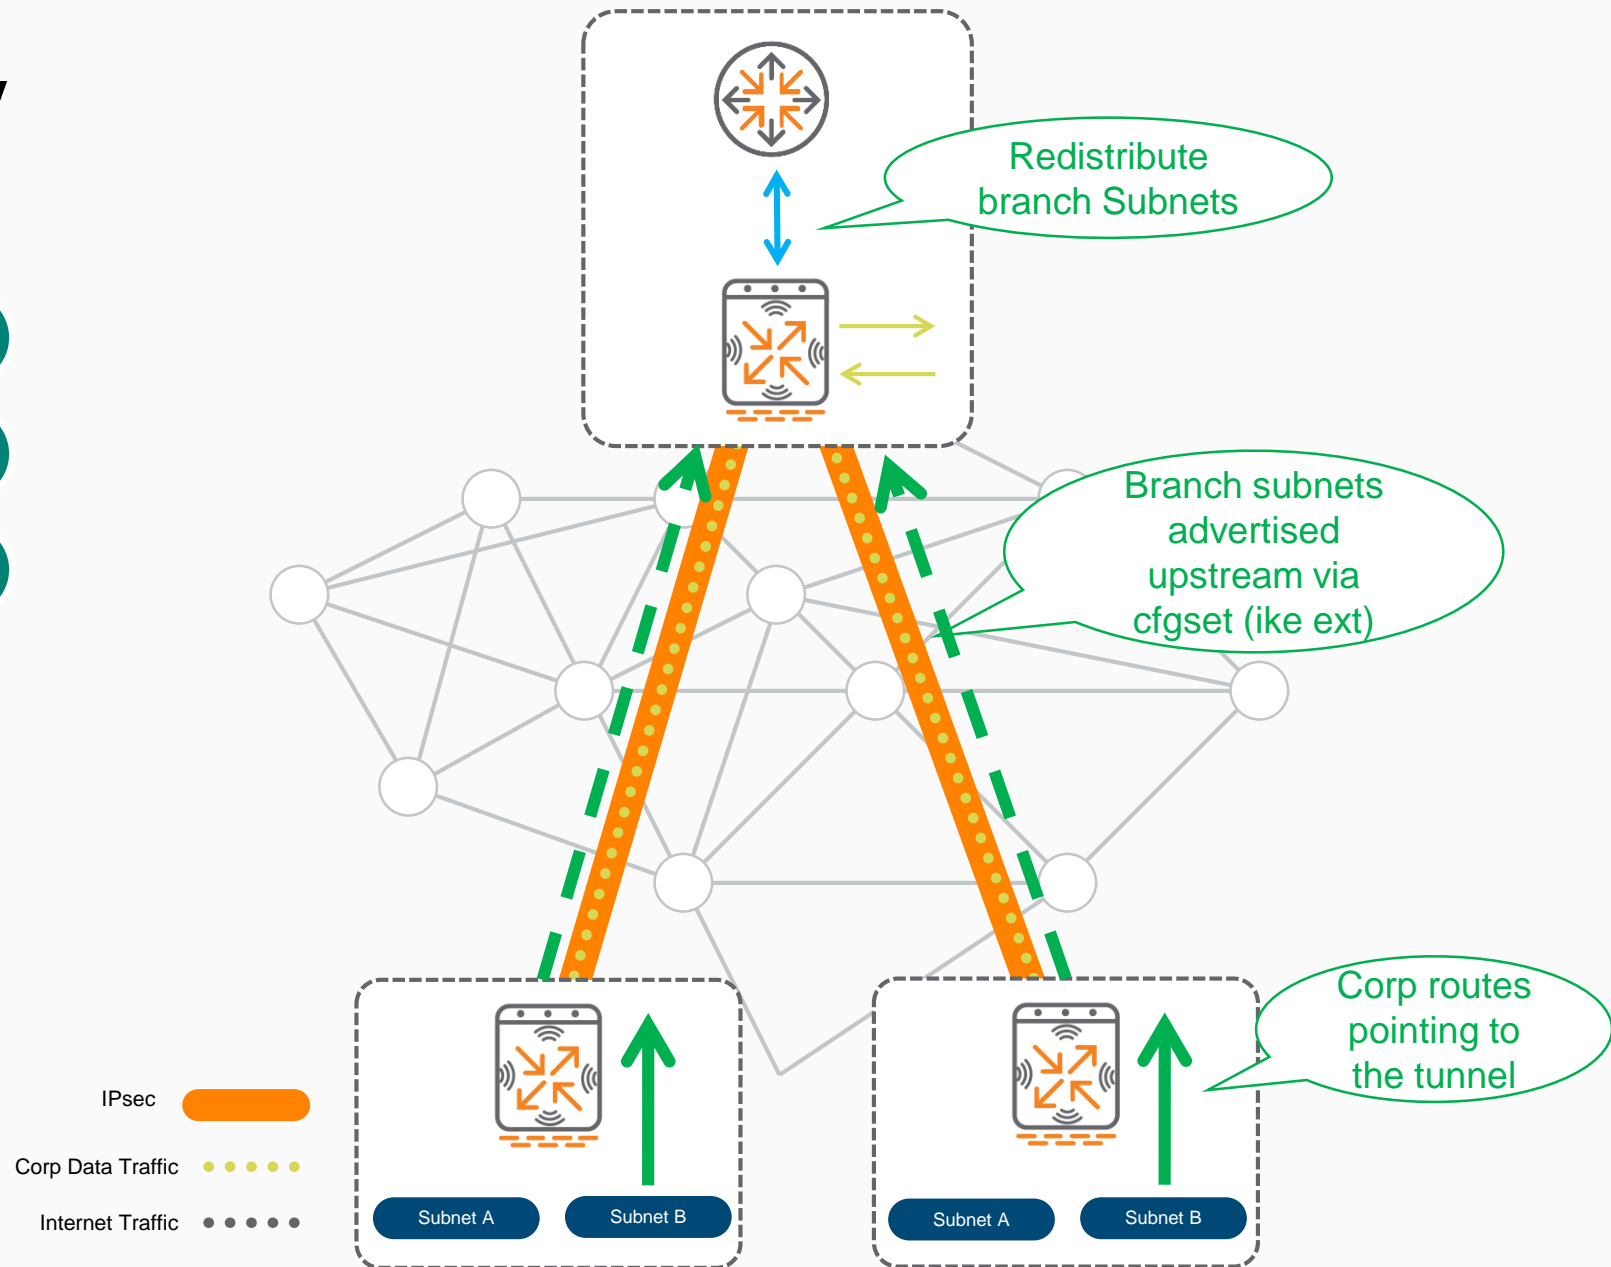 Redistribute
branch Subnets
Branch subnets
advertised
upstream via
cfgset (ike ext)
Corp routes
pointing to
the tunnel
IPsec
Corp Data Traffic
Internet Traffic
Subnet A
Subnet B
Subnet A
Subnet B